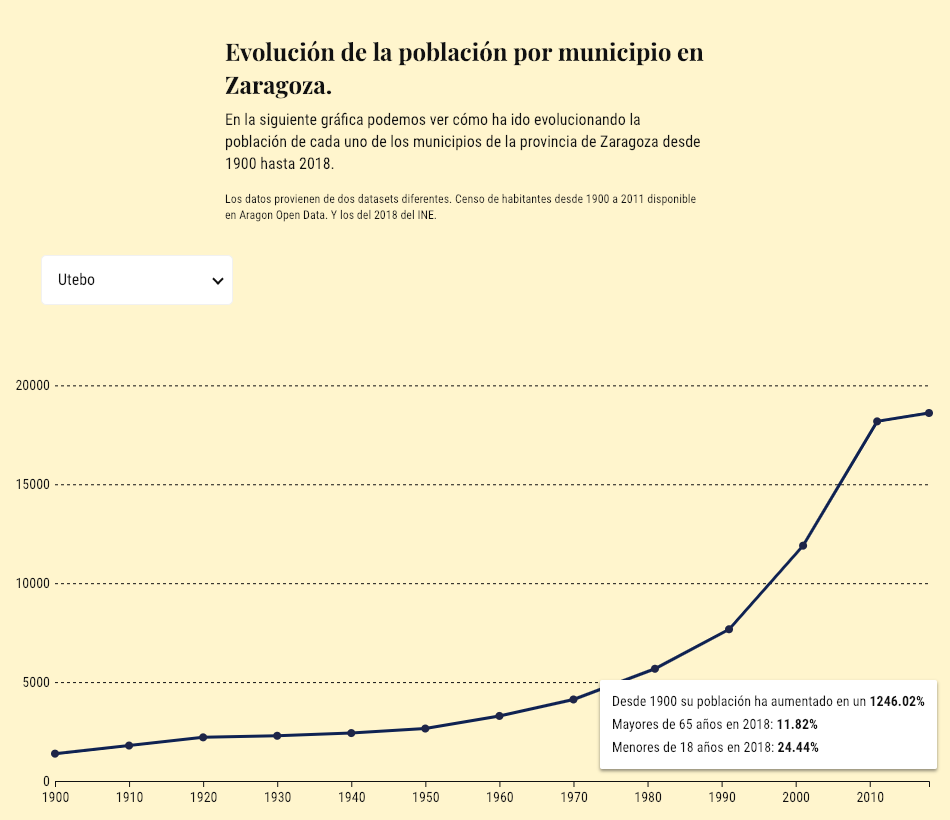 Evolución de la población por municipio en
Zaragoza.
En la siguiente gráfica podemos ver cómo ha ido evolucionando la
población de cada uno de los municipios de la provincia de Zaragoza desde
1900 hasta 2018.
Los datos provienen de dos datasets diferentes. Censo de habitantes desde 1900 a 2011 disponible
en Aragon Open Data. Y los del 2018 del INE.
Utebo
20000
15000
10000
5000
Desde 1900 su población ha aumentado en un 1246.02%
Mayores de 65 años en 2018: 11.82%
Menores de 18 años en 2018: 24.44%
0
1900 1910 1920 1930 1940 1950 1960 1970 1980 1990 2000 2010